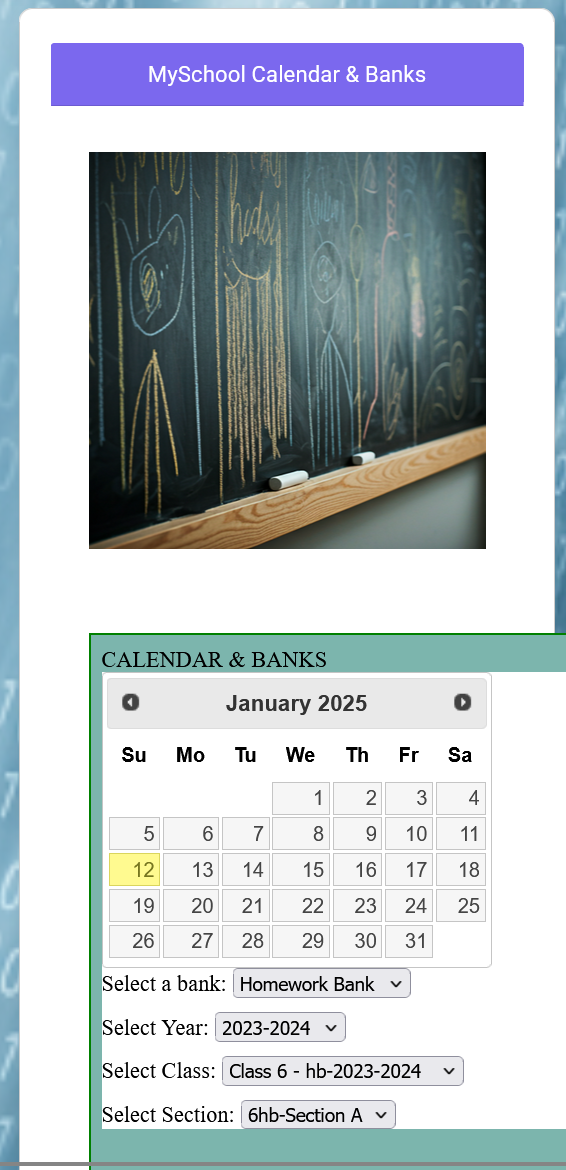 MySchool Calendar & Banks
CALENDAR & BANKS
January 2025
Su Mo Tu We Th Fr Sa
1 2 3 4
5 6 7 8 9 10 11
12 13 14 15 16 17 18
19 20 21 22 23 24 25
26 27 28 29 30 31
Select a bank: Homework Bank
Select Year: 2023-2024
Select Class: Class 6 - hb-2023-2024
Select Section: 6hb-Section A